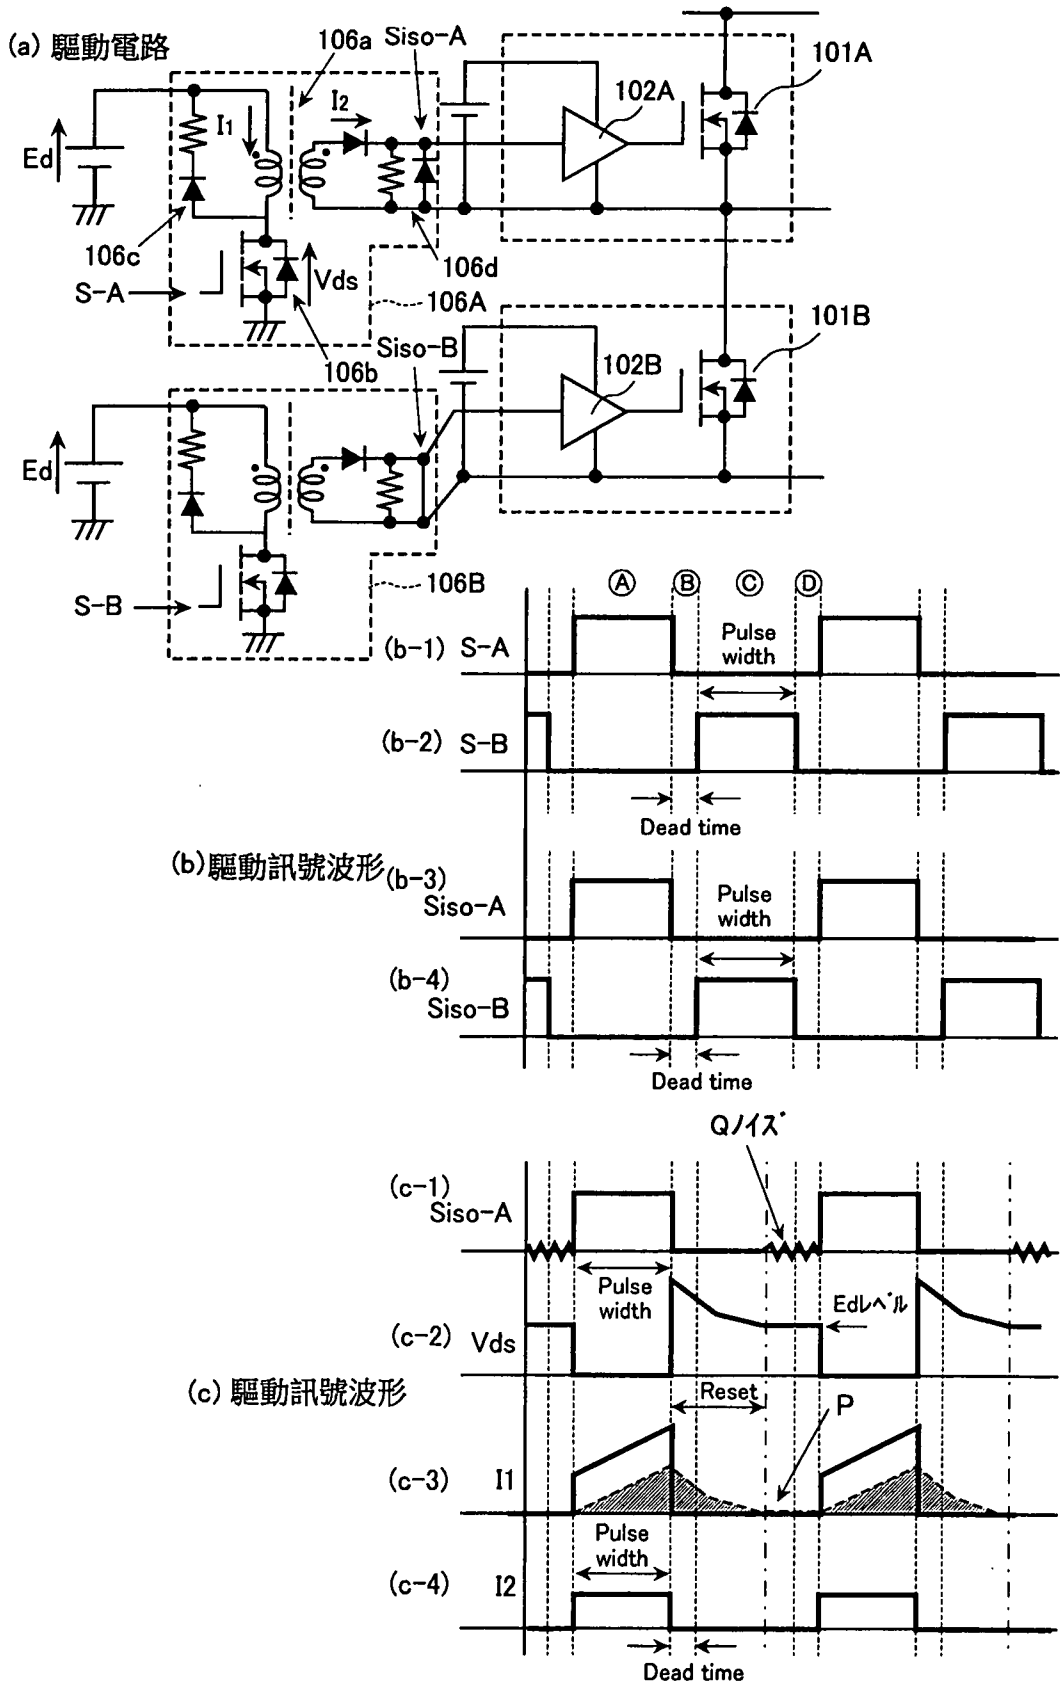 (a) 驅動電路
106a
Siso-A
101A
102A
I1
I2
Ed
106c
106d
S-A
Vds
106A
106b
Siso-B
101B
102B
Ed
106B
S-B
Ⓐ Ⓑ Ⓒ Ⓓ
(b-1) S-A
Pulse
width
(b-2) S-B
Dead time
(b)驅動訊號波形
(b-3)
Siso-A
Pulse
width
(b-4)
Siso-B
Dead time
Qノイズ
(c-1)
Siso-A
Pulse
width
Edレベル
(c-2) Vds
(c) 驅動訊號波形
Reset
P
(c-3) I1
Pulse
width
(c-4) I2
Dead time